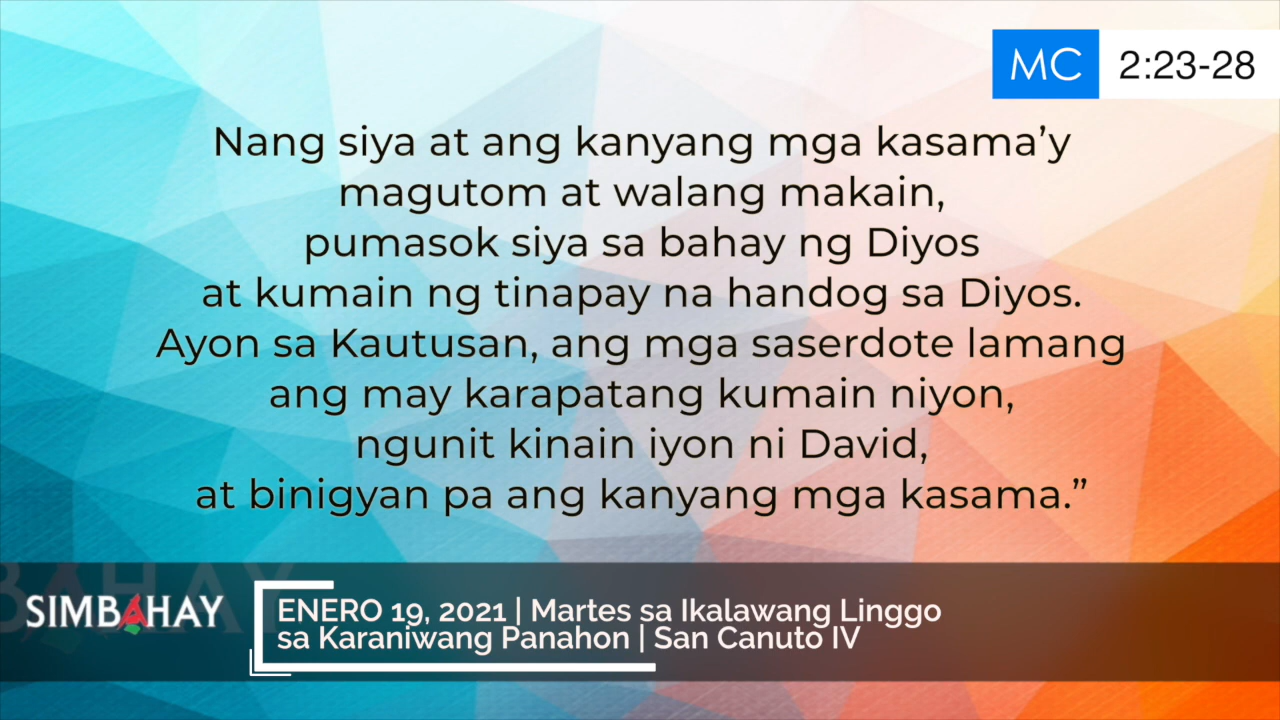 MC 2:23-28
Nang siya at ang kanyang mga kasama’y
magutom at walang makain,
pumasok siya sa bahay ng Diyos
at kumain ng tinapay na handog sa Diyos.
Ayon sa Kautusan, ang mga saserdote lamang
ang may karapatang kumain niyon,
ngunit kinain iyon ni David,
at binigyan pa ang kanyang mga kasama.”
SIMBAHAY
ENERO 19, 2021 | Martes sa Ikalawang Linggo
sa Karaniwang Panahon | San Canuto IV